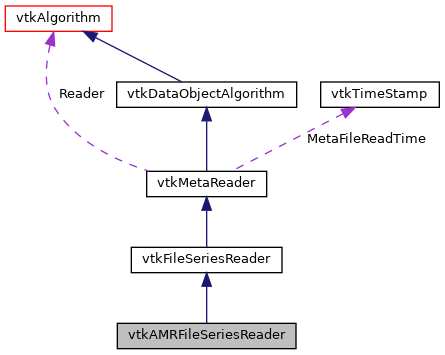 vtkAlgorithm
Reader
vtkDataObjectAlgorithm
vtkTimeStamp
MetaFileReadTime
vtkMetaReader
vtkFileSeriesReader
vtkAMRFileSeriesReader